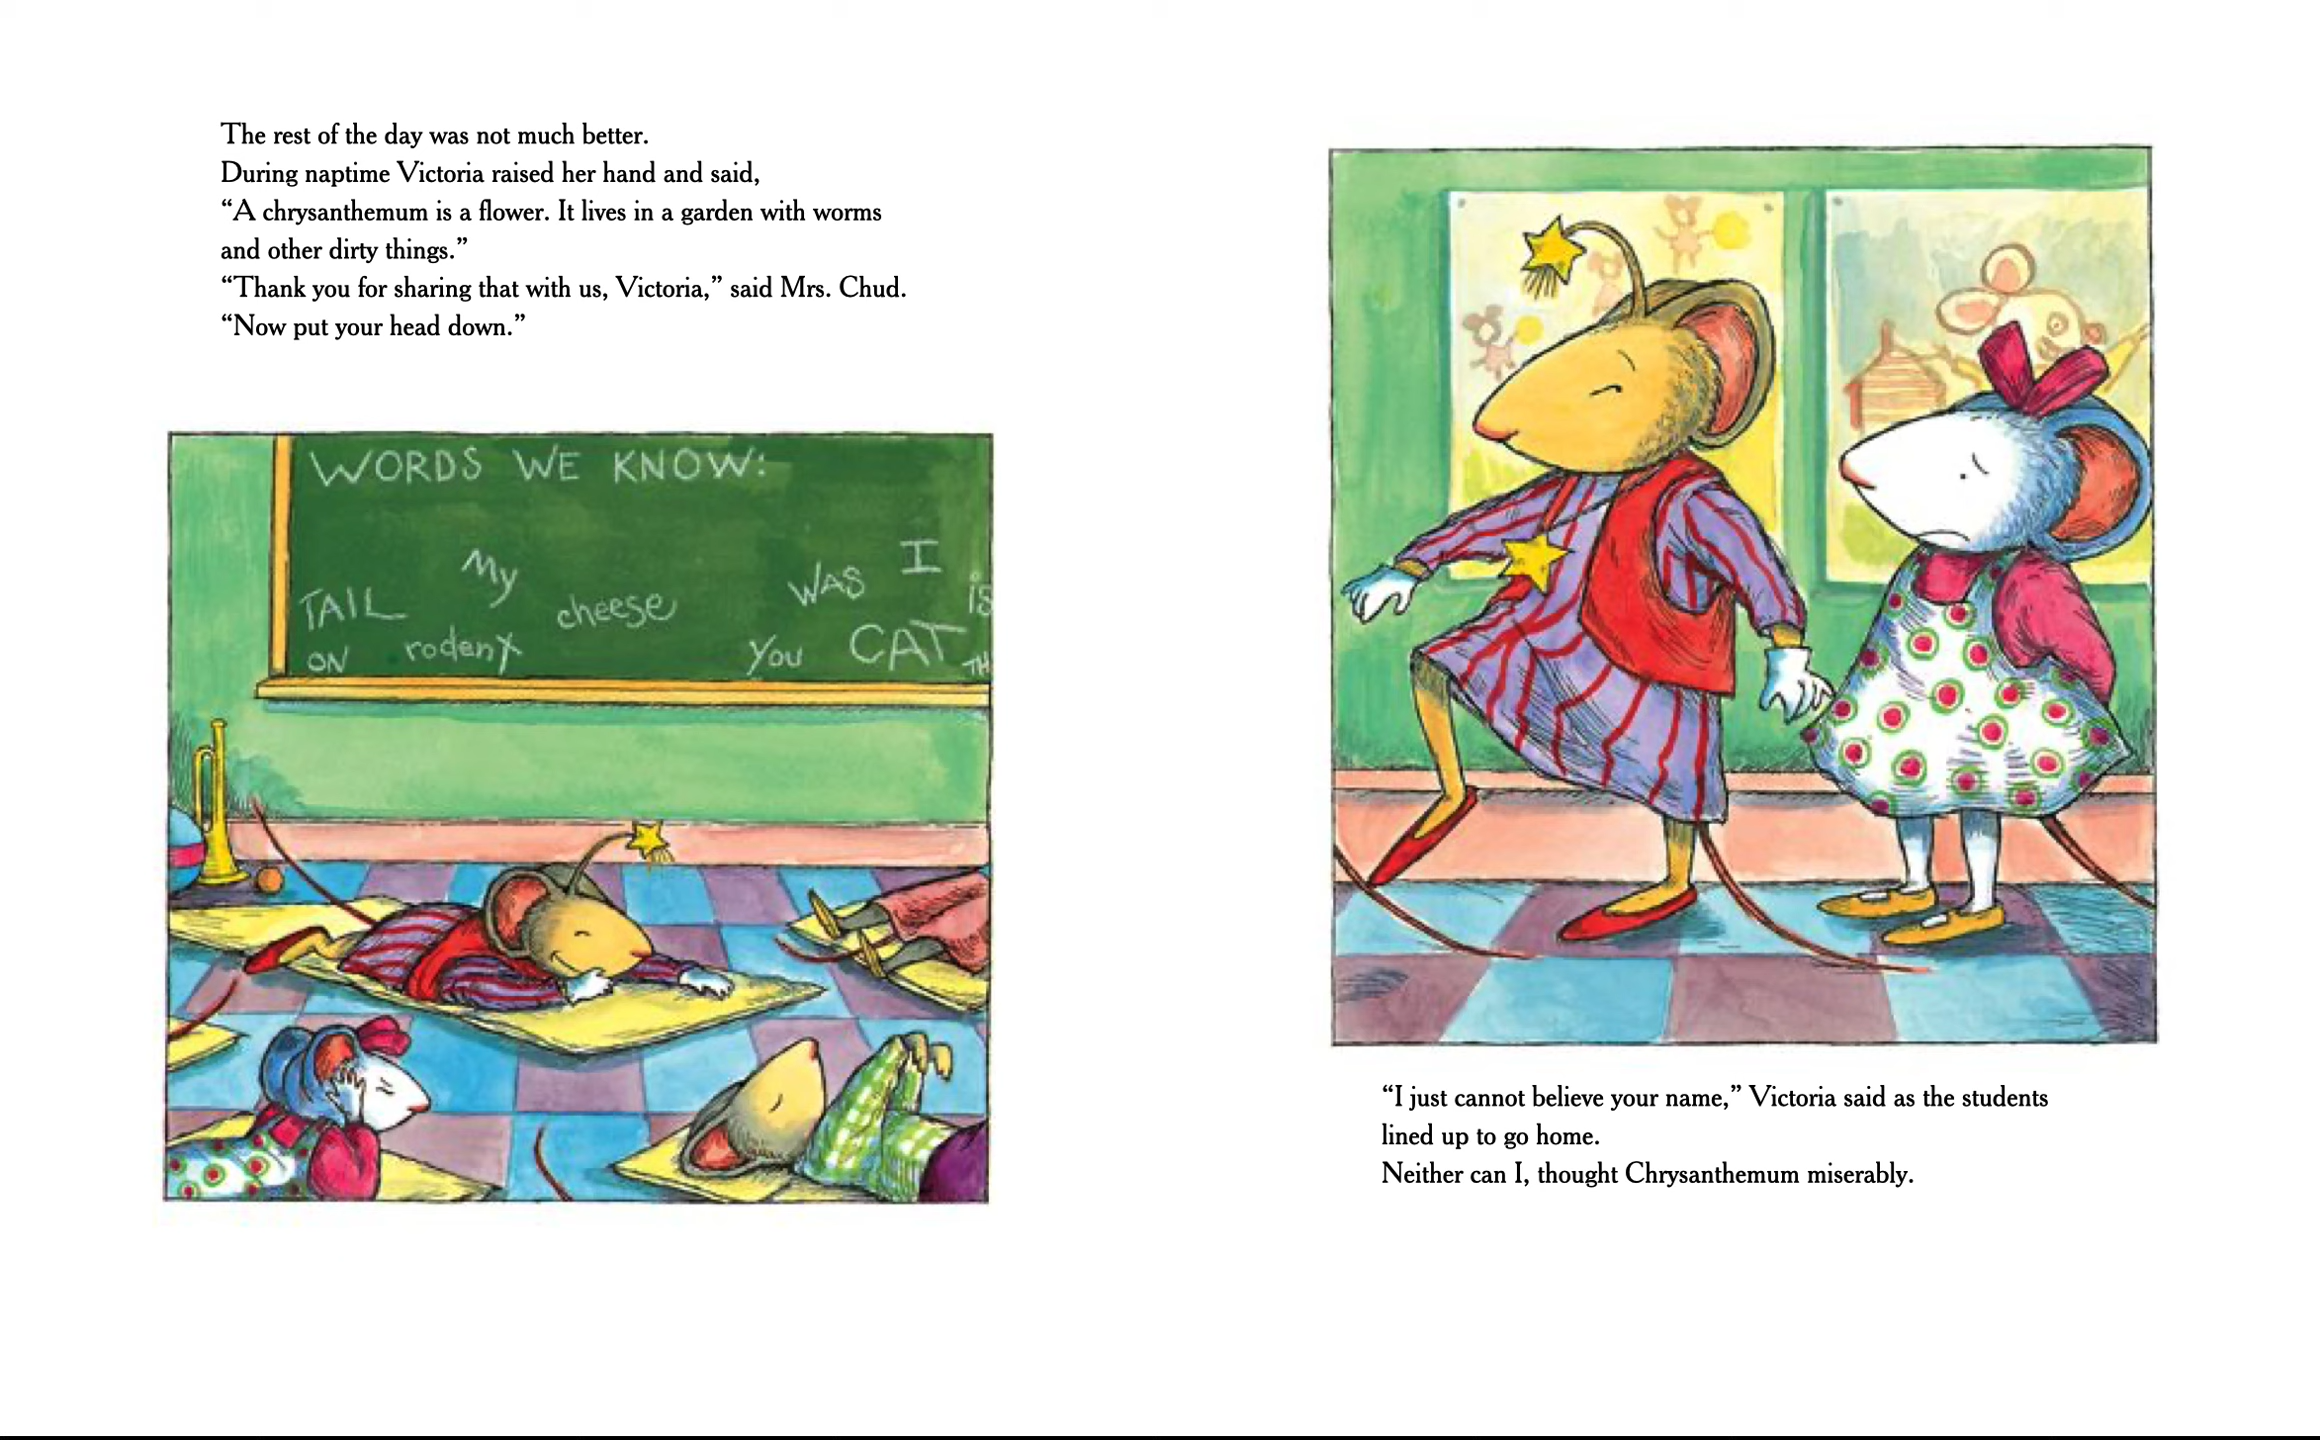 The rest of the day was not much better.
During naptime Victoria raised her hand and said,
“A chrysanthemum is a flower. It lives in a garden with worms
and other dirty things.”
“Thank you for sharing that with us, Victoria,” said Mrs. Chud.
“Now put your head down.”
WORDS WE KNOW:
My
WAS
I
TAIL
cheese
is
ON
rodent
You
CAT
TH
“I just cannot believe your name,” Victoria said as the students
lined up to go home.
Neither can I, thought Chrysanthemum miserably.